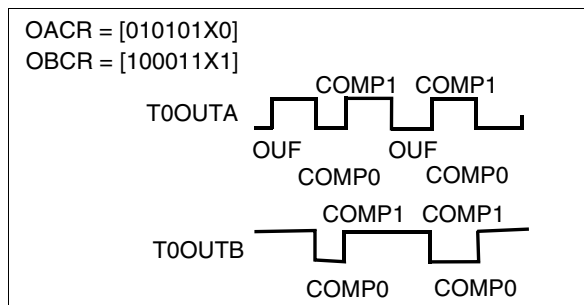 OACR = [010101X0]
OBCR = [100011X1]
COMP1 COMP1
T0OUTA
OUF OUF
COMP0 COMP0
COMP1 COMP1
T0OUTB
COMP0 COMP0